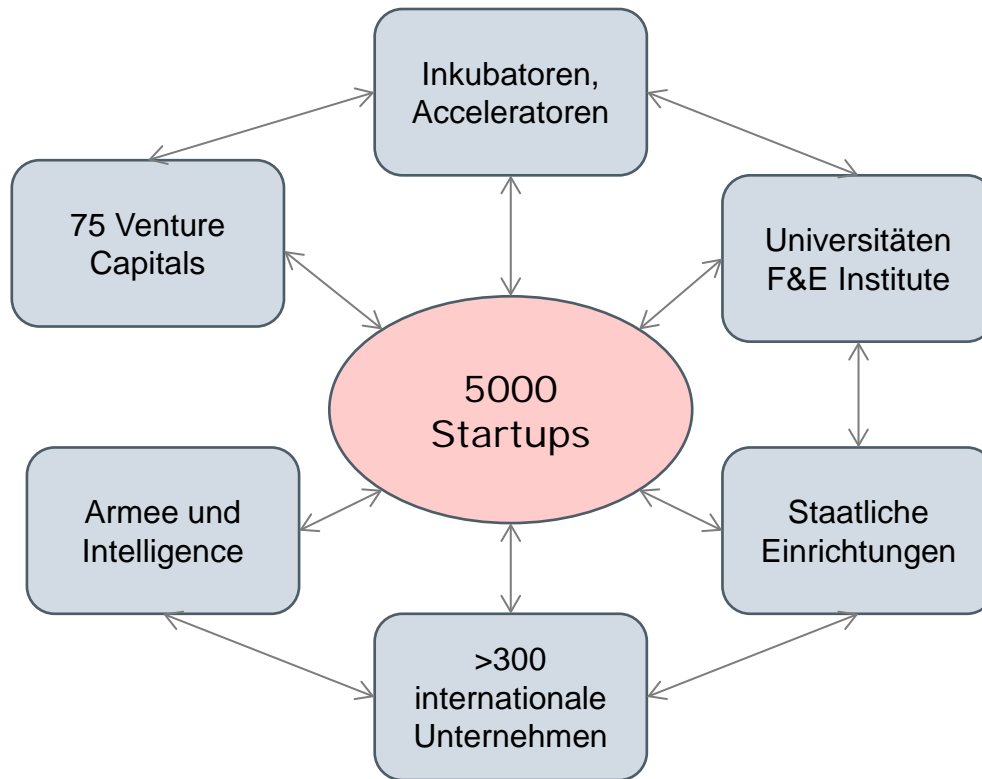 Inkubatoren,
Acceleratoren
75 Venture
Capitals
Universitäten
F&E Institute
5000
Startups
Armee und
Intelligence
Staatliche
Einrichtungen
>300
internationale
Unternehmen